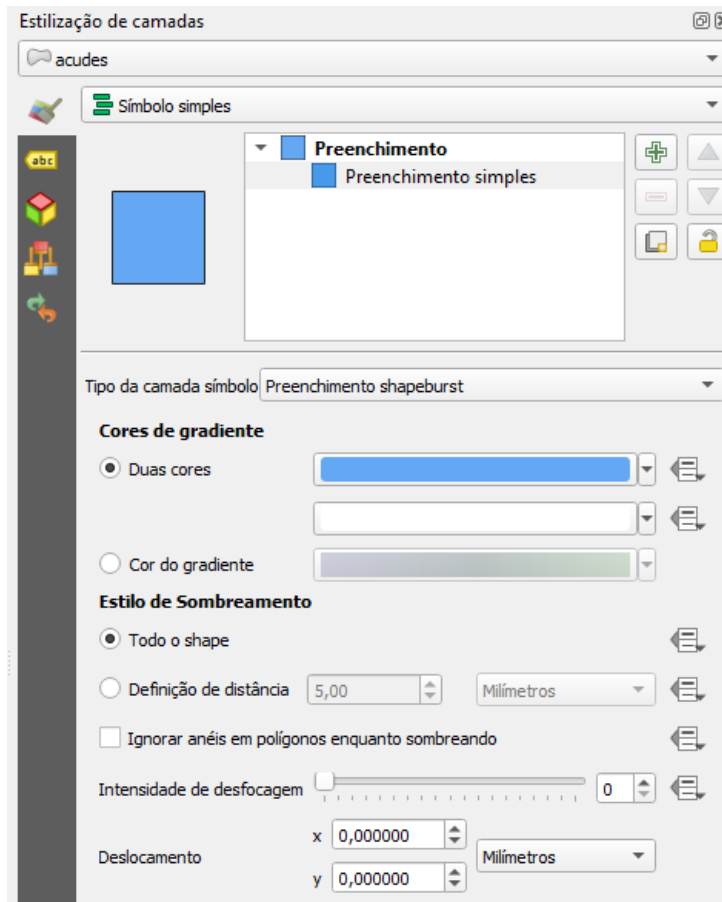 Estilização de camadas
acudes
Símbolo simples
abc
Preenchimento
Preenchimento simples
Tipo da camada símbolo Preenchimento shapeburst
Cores de gradiente
Duas cores
Cor do gradiente
Estilo de Sombreamento
Todo o shape
Definição de distância 5,00 Milímetros
Ignorar anéis em polígonos enquanto sombreando
Intensidade de desfocagem 0
x 0,000000
Deslocamento Milímetros
y 0,000000